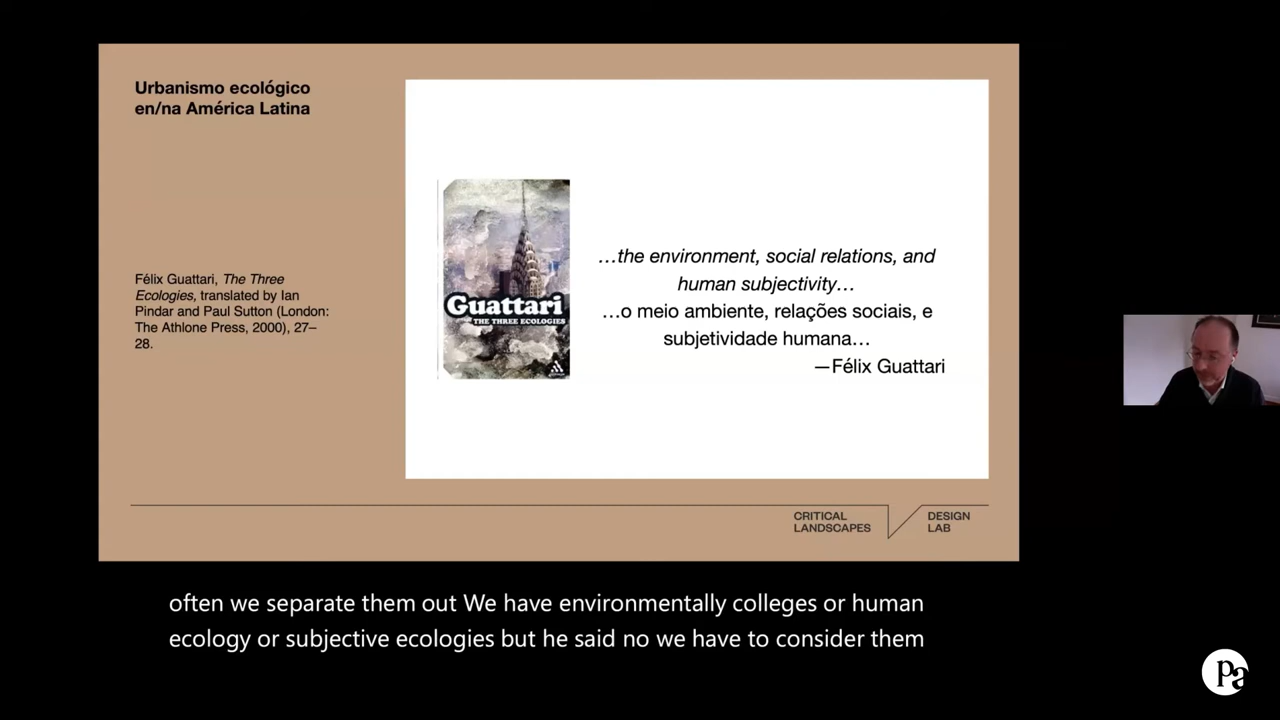 Urbanismo ecológico
en/na América Latina
Félix Guattari, The Three
Ecologies, translated by Ian
Pindar and Paul Sutton (London:
The Athlone Press, 2000), 27–
28.
Guattari
THE THREE ECOLOGIES
…the environment, social relations, and
human subjectivity…
…o meio ambiente, relações sociais, e
subjetividade humana…
—Félix Guattari
CRITICAL
LANDSCAPES
DESIGN
LAB
often we separate them out We have environmentally colleges or human
ecology or subjective ecologies but he said no we have to consider them
pa